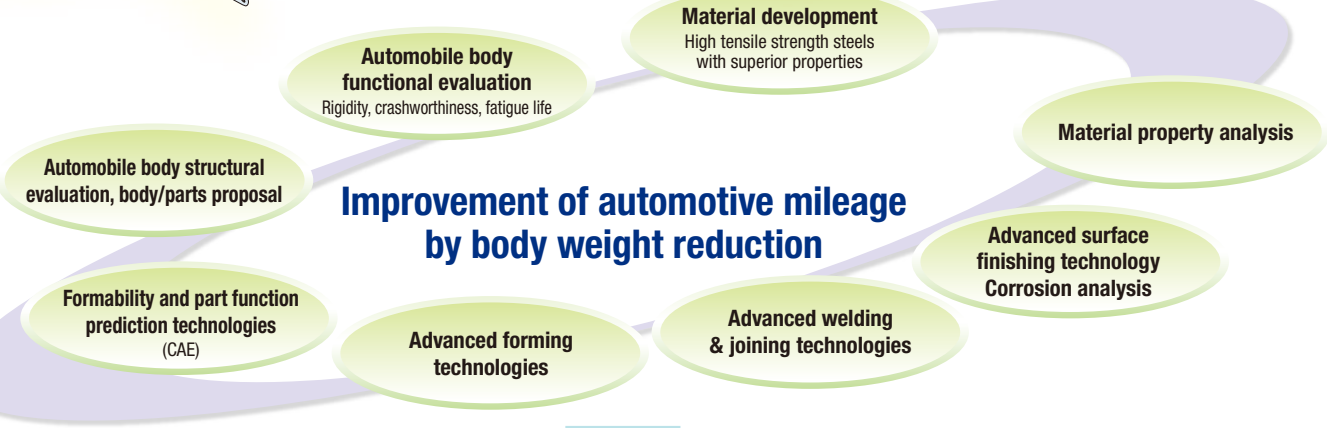 Material development
High tensile strength steels
with superior properties
Automobile body
functional evaluation
Rigidity, crashworthiness, fatigue life
Material property analysis
Automobile body structural
evaluation, body/parts proposal
Improvement of automotive mileage
by body weight reduction
Advanced surface
finishing technology
Corrosion analysis
Formability and part function
prediction technologies
(CAE)
Advanced forming
technologies
Advanced welding
& joining technologies